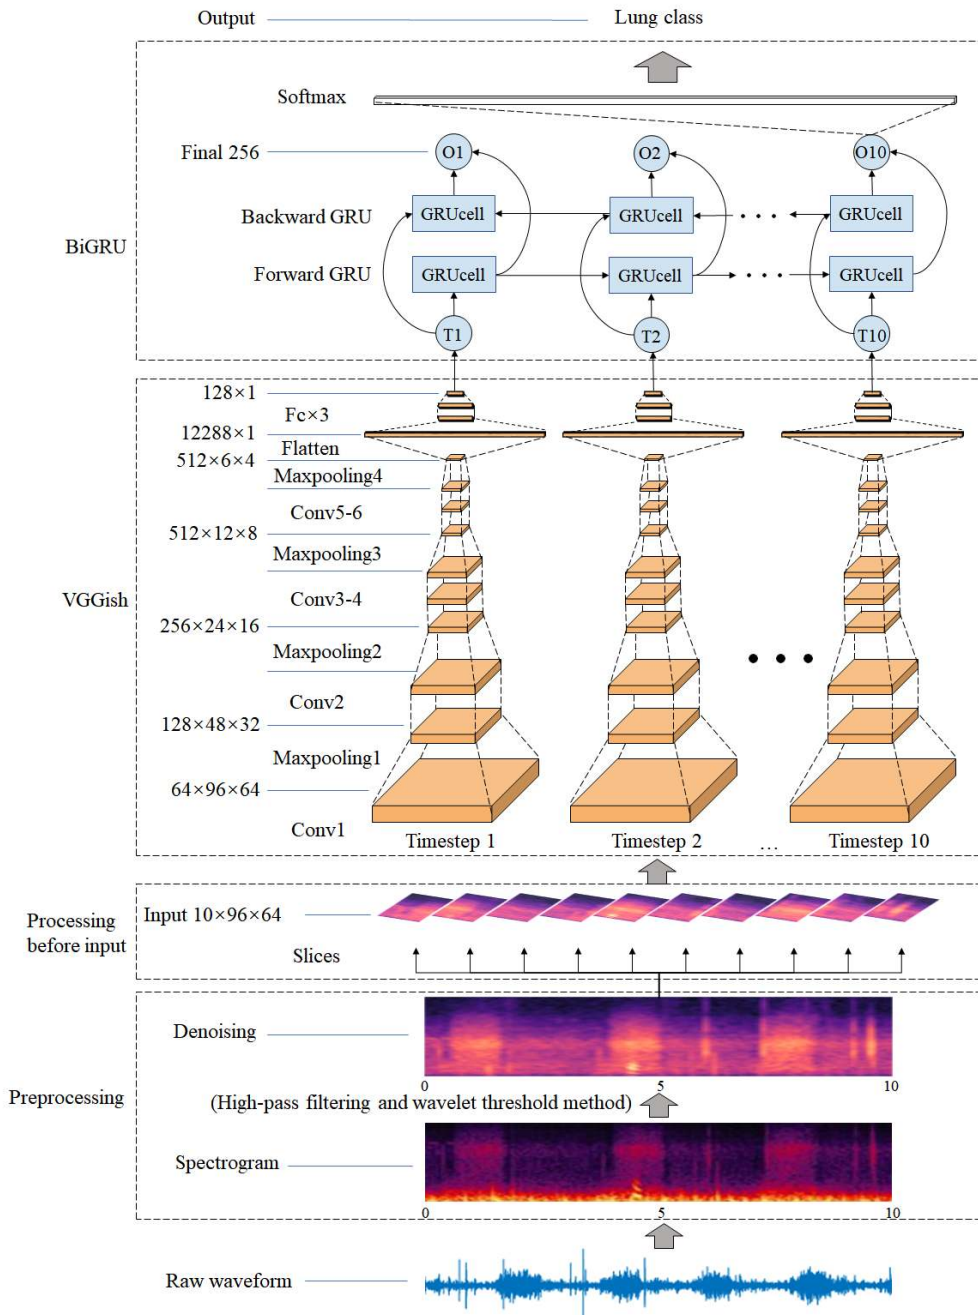 Output
Lung class
Softmax
Final 256
O1
O2
O10
Backward GRU
GRUcell
GRUcell
GRUcell
BiGRU
Forward GRU
GRUcell
GRUcell
GRUcell
T1
T2
T10
128×1
Fc×3
12288×1
Flatten
512×6×4
Maxpooling4
Conv5-6
512×12×8
Maxpooling3
VGGish
Conv3-4
256×24×16
Maxpooling2
Conv2
128×48×32
Maxpooling1
64×96×64
Conv1
Timestep 1
Timestep 2
...
Timestep 10
Processing
before input
Input 10×96×64
Slices
Denoising
0
5
10
Preprocessing
(High-pass filtering and wavelet threshold method)
Spectrogram
0
5
10
Raw waveform